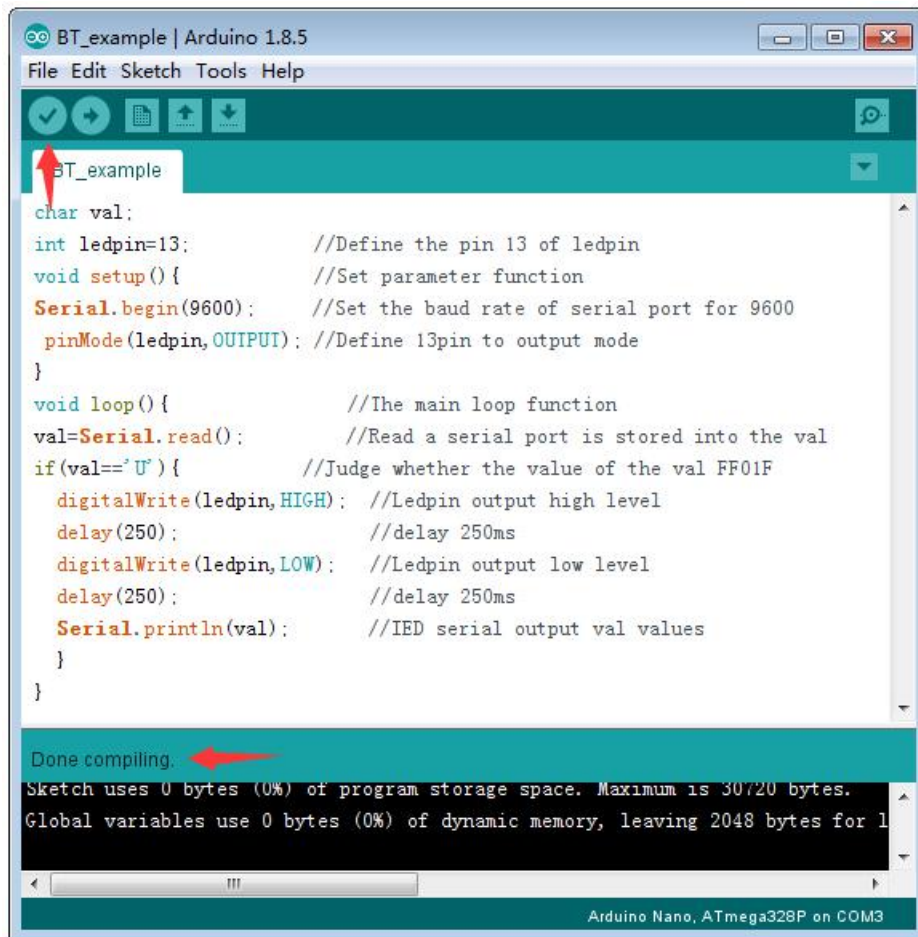 BT_example | Arduino 1.8.5
File Edit Sketch Tools Help
BT_example
char val;
int ledpin=13; //Define the pin 13 of ledpin
void setup(){ //Set parameter function
Serial.begin(9600); //Set the baud rate of serial port for 9600
pinMode(ledpin,OUTPUT); //Define 13pin to output mode
}
void loop(){ //The main loop function
val=Serial.read(); //Read a serial port is stored into the val
if(val=='U'){ //Judge whether the value of the val FF01F
digitalWrite(ledpin,HIGH); //Ledpin output high level
delay(250); //delay 250ms
digitalWrite(ledpin,LOW); //Ledpin output low level
delay(250); //delay 250ms
Serial.println(val); //IED serial output val values
}
}
Done compiling.
Sketch uses 0 bytes (0%) of program storage space. Maximum is 30720 bytes.
Global variables use 0 bytes (0%) of dynamic memory, leaving 2048 bytes for l
Arduino Nano, ATmega328P on COM3